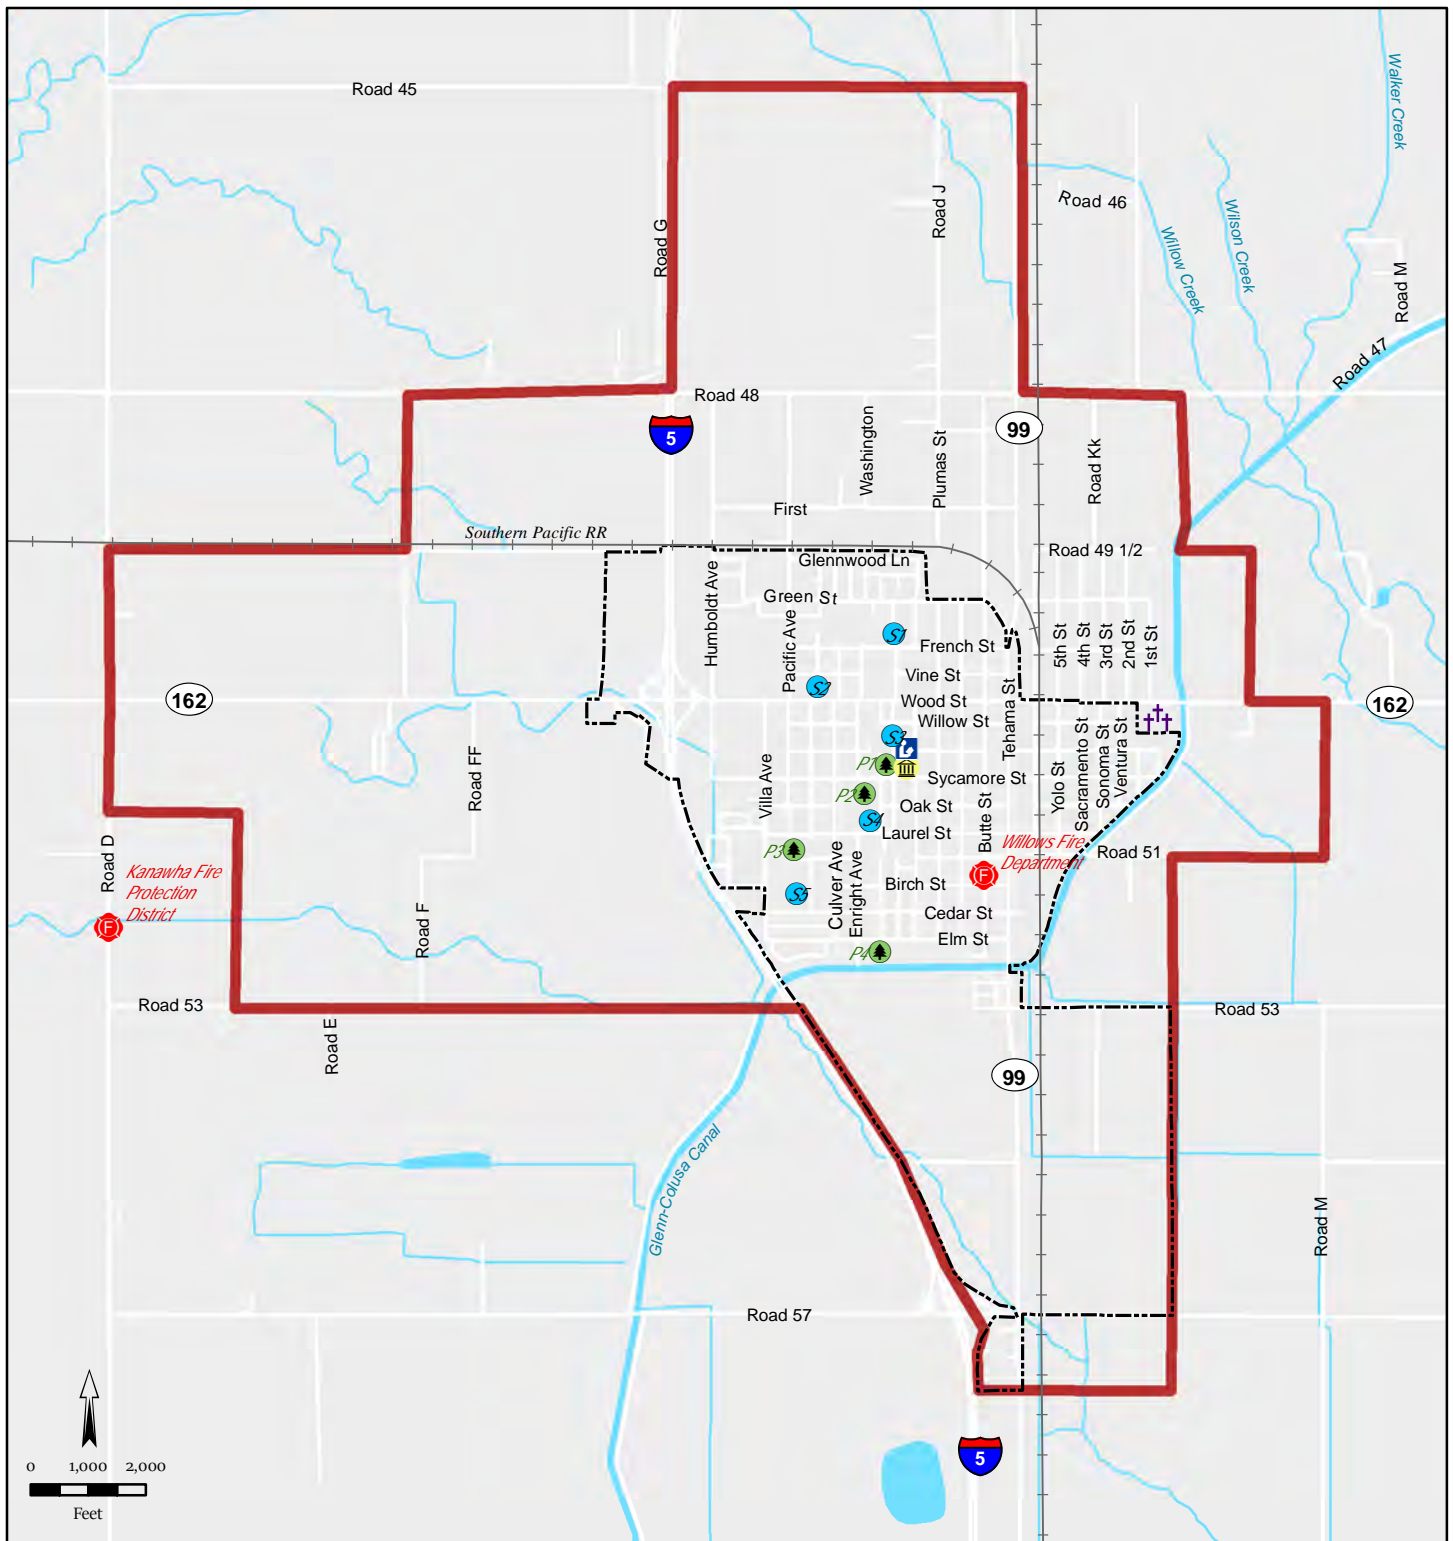 Road 45
Walker Creek
Road J
Road 46
Wilson Creek
Willow Creek
Road G
Road M
Road 47
Road 48
5
99
Washington
Plumas St
Road Kk
First
Southern Pacific RR
Road 49 1/2
Glennwood Ln
Humboldt Ave
Green St
Pacific Ave
S1
French St
5th St
4th St
3rd St
2nd St
1st St
Vine St
S2
162
Wood St
162
Willow St
Tehama St
S3
Sacramento St
Sonoma St
Ventura St
Road FF
Villa Ave
P1
Sycamore St
Yolo St
P2
Oak St
Butte St
S4
Laurel St
Willows Fire
Department
Road 51
P3
Road D
Kanawha Fire
Protection
District
F
F
Culver Ave
Enright Ave
Birch St
S5
Cedar St
Road F
Elm St
P4
Road 53
Road 53
Road E
99
Glenn-Colusa Canal
Road M
Road 57
5
0 1,000 2,000
Feet